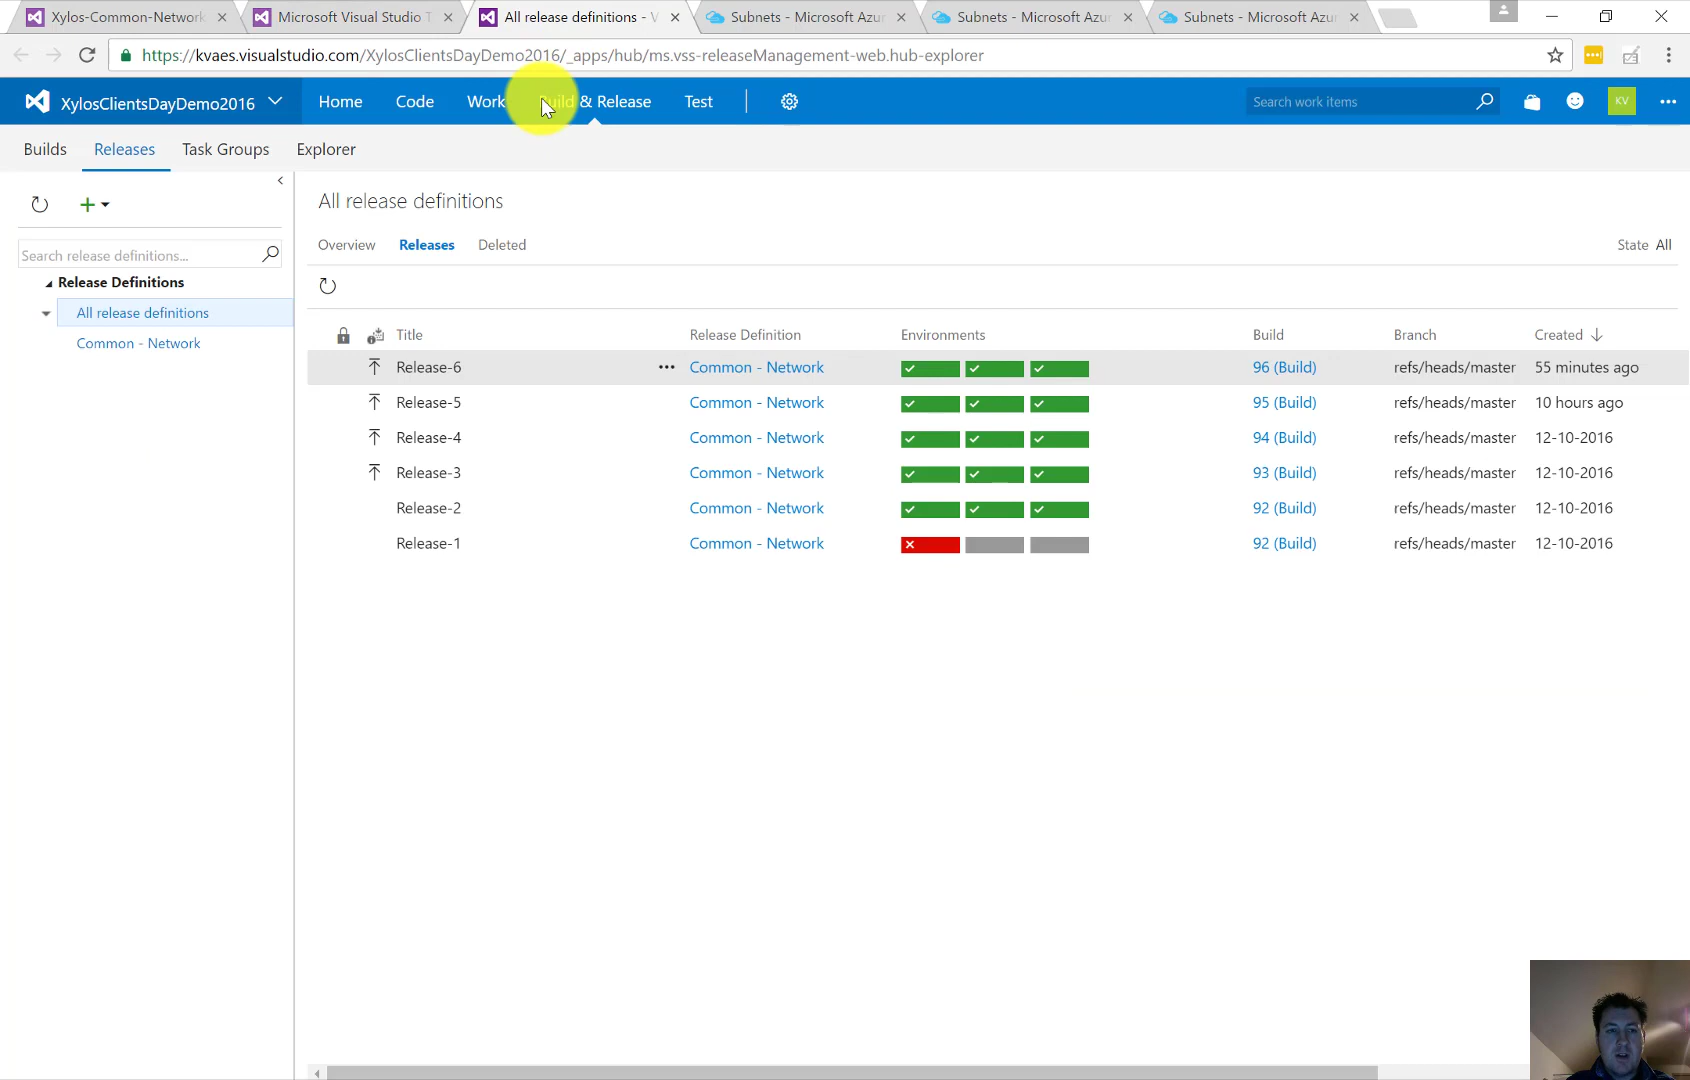 Xylos-Common-Network
Microsoft Visual Studio T
All release definitions - V
Subnets - Microsoft Azur
Subnets - Microsoft Azur
Subnets - Microsoft Azur
https://kvaes.visualstudio.com/XylosClientsDayDemo2016/_apps/hub/ms.vss-releaseManagement-web.hub-explorer
XylosClientsDayDemo2016 Home Code Work Build & Release Test Search work items KV
Builds Releases Task Groups Explorer
All release definitions
Overview Releases Deleted State All
Search release definitions...
Release Definitions
All release definitions
Common - Network
Title Release Definition Environments Build Branch Created
Release-6 ••• Common - Network 96 (Build) refs/heads/master 55 minutes ago
Release-5 Common - Network 95 (Build) refs/heads/master 10 hours ago
Release-4 Common - Network 94 (Build) refs/heads/master 12-10-2016
Release-3 Common - Network 93 (Build) refs/heads/master 12-10-2016
Release-2 Common - Network 92 (Build) refs/heads/master 12-10-2016
Release-1 Common - Network 92 (Build) refs/heads/master 12-10-2016